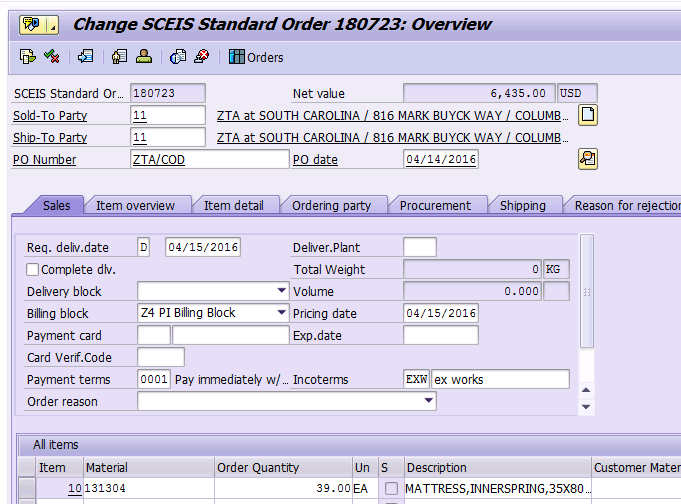 Change SCEIS Standard Order 180723: Overview
Orders
SCEIS Standard Or... 180723 Net value 6,435.00 USD
Sold-To Party 11 ZTA at SOUTH CAROLINA / 816 MARK BUYCK WAY / COLUMB...
Ship-To Party 11 ZTA at SOUTH CAROLINA / 816 MARK BUYCK WAY / COLUMB...
PO Number ZTA/COD PO date 04/14/2016
Sales Item overview Item detail Ordering party Procurement Shipping Reason for rejection
Req. deliv.date D 04/15/2016 Deliver.Plant
Complete dlv. Total Weight 0 KG
Delivery block Volume 0.000
Billing block Z4 PI Billing Block Pricing date 04/15/2016
Payment card Exp.date
Card Verif.Code
Payment terms 0001 Pay immediately w/... Incoterms EXW ex works
Order reason
All items
Item Material Order Quantity Un S Description Customer Mater
10 131304 39.00 EA MATTRESS,INNERSPRING,35X80...